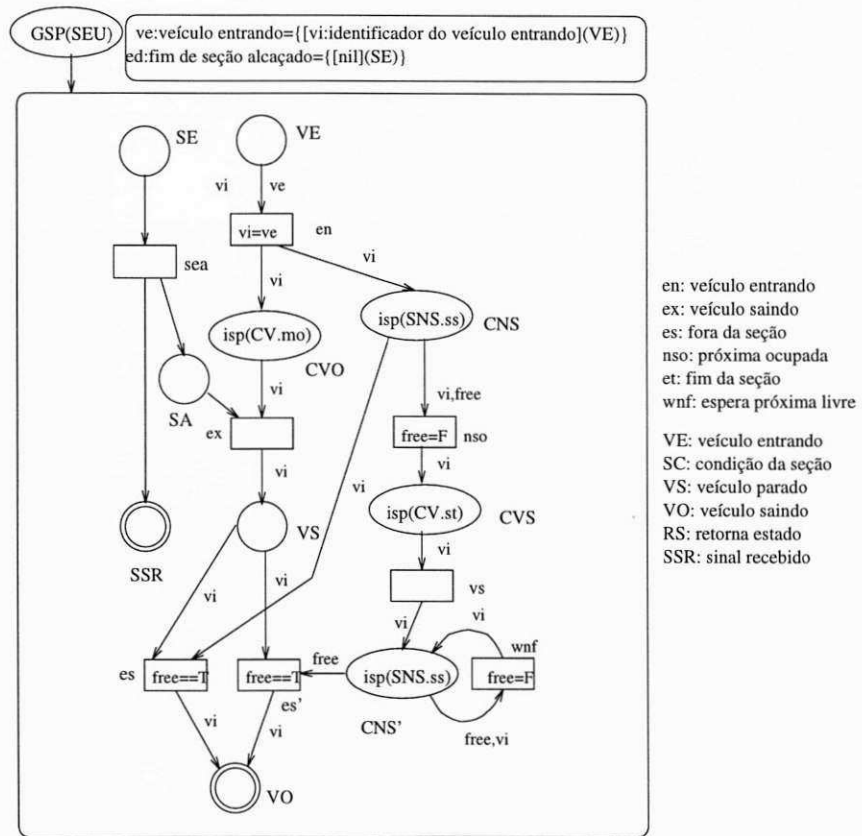 GSP(SEU)
ve:veículo entrando={[vi:identificador do veículo entrando](VE)}
ed:fim de seção alcaçado={[nil](SE)}
SE
VE
vi
ve
vi=ve
en
sea
vi
vi
isp(CV.mo)
CVO
isp(SNS.ss)
CNS
SA
vi
ex
vi,free
free=F
nso
vi
vi
vi
isp(CV.st)
CVS
SSR
VS
vi
vi
vi
vs
vi
vi
wnf
es
free==T
free==T
es'
free
isp(SNS.ss)
CNS'
free=F
free,vi
vi
vi
VO
en: veículo entrando
ex: veículo saindo
es: fora da seção
nso: próxima ocupada
et: fim da seção
wnf: espera próxima livre
VE: veículo entrando
SC: condição da seção
VS: veículo parado
VO: veículo saindo
RS: retorna estado
SSR: sinal recebido